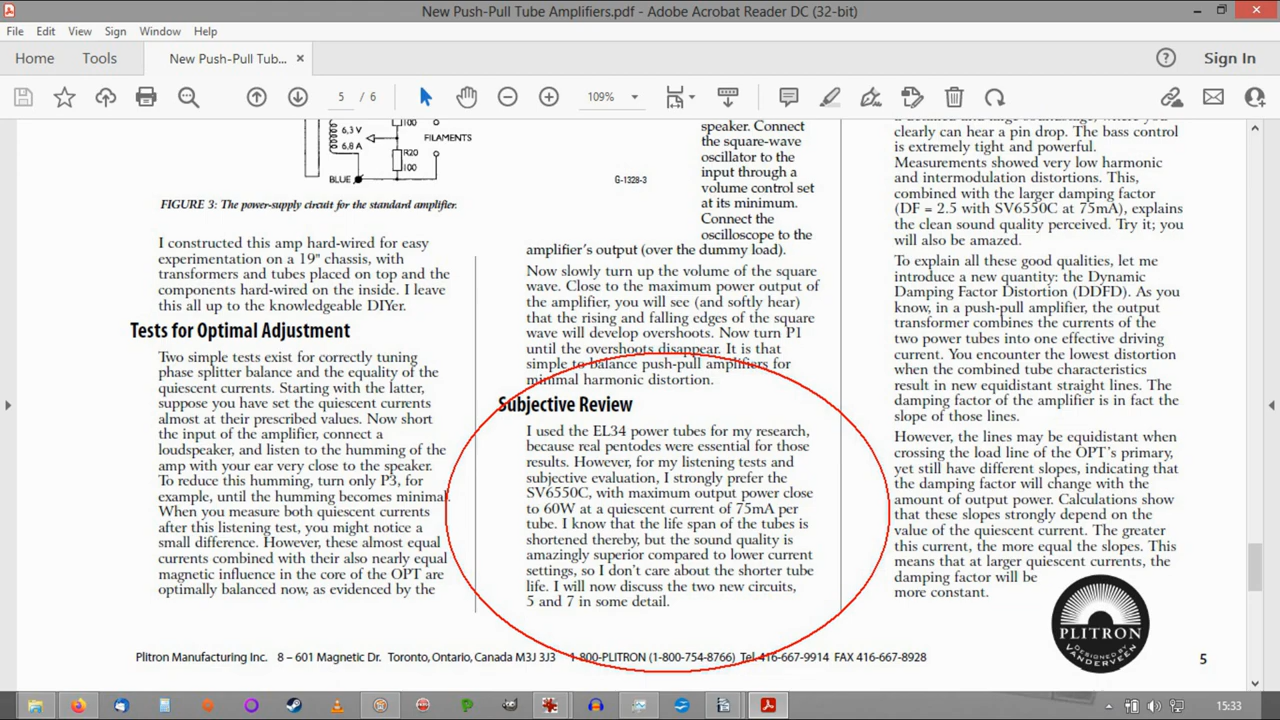 New Push-Pull Tube Amplifiers.pdf - Adobe Acrobat Reader DC (32-bit)
File Edit View Sign Window Help
Home Tools New Push-Pull Tub... × ? Sign In
5 / 6 109%
100
6,3 V
6,8 A
R20
100
FILAMENTS
BLUE
G-1328-3
FIGURE 3: The power-supply circuit for the standard amplifier.
I constructed this amp hard-wired for easy
experimentation on a 19" chassis, with
transformers and tubes placed on top and the
components hard-wired on the inside. I leave
this all up to the knowledgeable DIYer.
Tests for Optimal Adjustment
Two simple tests exist for correctly tuning
phase splitter balance and the equality of the
quiescent currents. Starting with the latter,
suppose you have set the quiescent currents
almost at their prescribed values. Now short
the input of the amplifier, connect a
loudspeaker, and listen to the humming of the
amp with your ear very close to the speaker.
To reduce this humming, turn only P3, for
example, until the humming becomes minimal.
When you measure both quiescent currents
after this listening test, you might notice a
small difference. However, these almost equal
currents combined with their also nearly equal
magnetic influence in the core of the OPT are
optimally balanced now, as evidenced by the
speaker. Connect
the square-wave
oscillator to the
input through a
volume control set
at its minimum.
Connect the
oscilloscope to the
amplifier's output (over the dummy load).
Now slowly turn up the volume of the square
wave. Close to the maximum power output of
the amplifier, you will see (and softly hear)
that the rising and falling edges of the square
wave will develop overshoots. Now turn P1
until the overshoots disappear. It is that
simple to balance push-pull amplifiers for
minimal harmonic distortion.
Subjective Review
I used the EL34 power tubes for my research,
because real pentodes were essential for those
results. However, for my listening tests and
subjective evaluation, I strongly prefer the
SV6550C, with maximum output power close
to 60W at a quiescent current of 75mA per
tube. I know that the life span of the tubes is
shortened thereby, but the sound quality is
amazingly superior compared to lower current
settings, so I don't care about the shorter tube
life. I will now discuss the two new circuits,
5 and 7 in some detail.
clearly can hear a pin drop. The bass control
is extremely tight and powerful.
Measurements showed very low harmonic
and intermodulation distortions. This,
combined with the larger damping factor
(DF = 2.5 with SV6550C at 75mA), explains
the clean sound quality perceived. Try it; you
will also be amazed.
To explain all these good qualities, let me
introduce a new quantity: the Dynamic
Damping Factor Distortion (DDFD). As you
know, in a push-pull amplifier, the output
transformer combines the currents of the
two power tubes into one effective driving
current. You encounter the lowest distortion
when the combined tube characteristics
result in new equidistant straight lines. The
damping factor of the amplifier is in fact the
slope of those lines.
However, the lines may be equidistant when
crossing the load line of the OPT's primary,
yet still have different slopes, indicating that
the damping factor will change with the
amount of output power. Calculations show
that these slopes strongly depend on the
value of the quiescent current. The greater
this current, the more equal the slopes. This
means that at larger quiescent currents, the
damping factor will be
more constant.
PLITRON
DESIGNED BY
VANDERVEEN
Plitron Manufacturing Inc. 8 – 601 Magnetic Dr. Toronto, Ontario, Canada M3J 3J3 1-800-PLITRON (1-800-754-8766) Tel 416-667-9914 FAX 416-667-8928
5
15:33